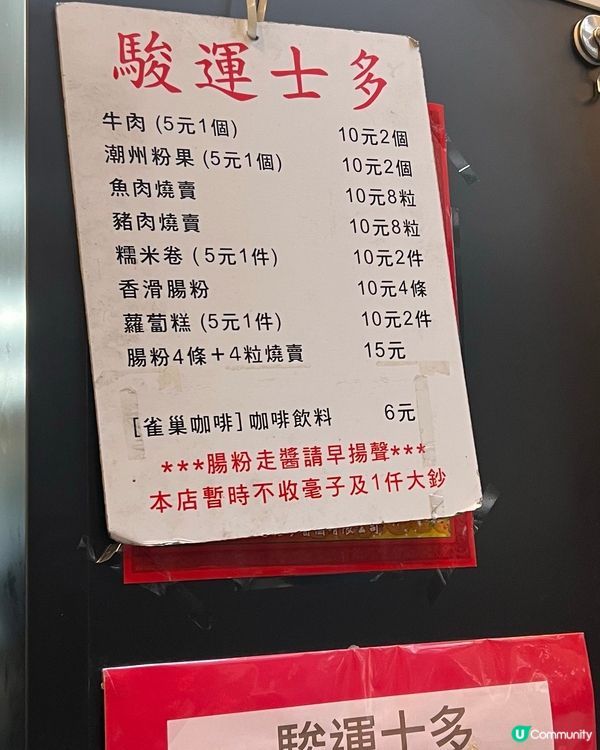 駿運士多
牛肉 (5元1個) 10元2個
潮州粉果 (5元1個) 10元2個
魚肉燒賣 10元8粒
豬肉燒賣 10元8粒
糯米卷 (5元1件) 10元2件
香滑腸粉 10元4條
蘿蔔糕 (5元1件) 10元2件
腸粉4條＋4粒燒賣 15元
[雀巢咖啡] 咖啡飲料 6元
***腸粉走醬請早揚聲***
本店暫時不收毫子及1仟大鈔
駿運士多
U Community